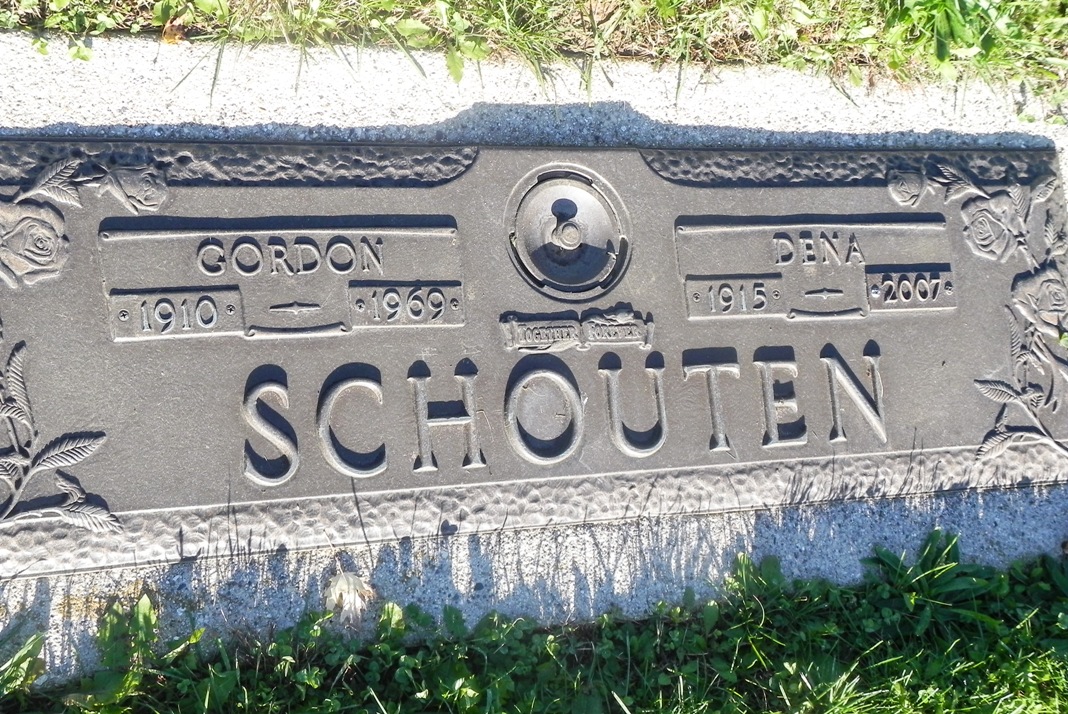 GORDON
1910 - 1969
DENA
1915 - 2007
TOGETHER FOREVER
SCHOUTEN